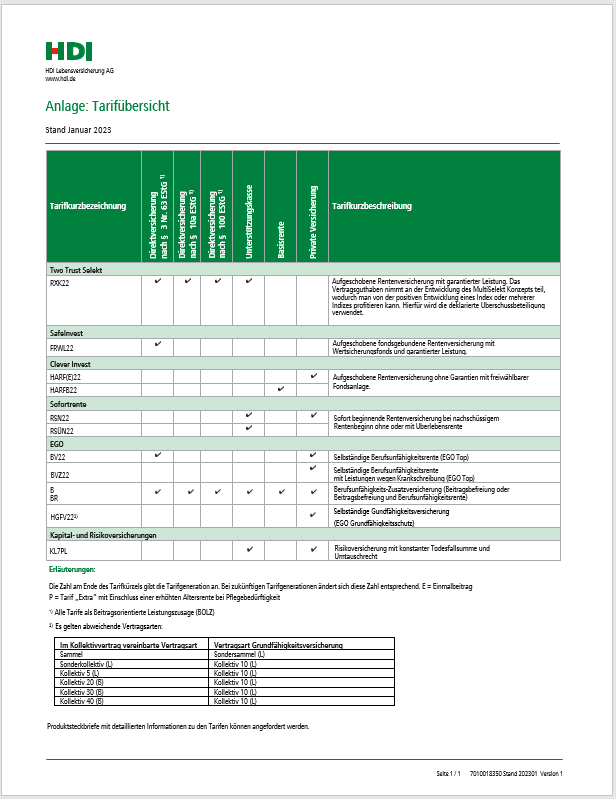 HDI
HDI Lebensversicherung AG
www.hdi.de
Anlage: Tarifübersicht
Stand Januar 2023
Tarifkurzbezeichnung
Direktversicherung
nach § 3 Nr. 63 EStG 1)
Direktversicherung
nach § 10a EStG 1)
Direktversicherung
nach § 100 EStG 1)
Unterstützungskasse
Basisrente
Private Versicherung
Tarifkurzbeschreibung
Two Trust Selekt
RXK22 ✓ ✓ ✓ ✓
Aufgeschobene Rentenversicherung mit garantierter Leistung. Das
Vertragsguthaben nimmt an der Entwicklung des MultiSelekt Konzepts teil,
wodurch man von der positiven Entwicklung eines Index oder mehrerer
Indizes profitieren kann. Hierfür wird die deklarierte Überschussbeteiligung
verwendet.
SafeInvest
FRWL22 ✓
Aufgeschobene fondsgebundene Rentenversicherung mit
Wertsicherungsfonds und garantierter Leistung.
Clever Invest
HARF(E)22 ✓
HARFB22 ✓
Aufgeschobene Rentenversicherung ohne Garantien mit freiwählbarer
Fondsanlage.
Sofortrente
RSN22 ✓ ✓
RSÜN22 ✓
Sofort beginnende Rentenversicherung bei nachschüssigem
Rentenbeginn ohne oder mit Überlebensrente
EGO
BV22 ✓ ✓ Selbständige Berufsunfähigkeitsrente (EGO Top)
BVZ22 ✓
Selbständige Berufsunfähigkeitsrente
mit Leistungen wegen Krankschreibung (EGO Top)
B
BR ✓ ✓ ✓ ✓ ✓ ✓
Berufsunfähigkeits-Zusatzversicherung (Beitragsbefreiung oder
Beitragsbefreiung und Berufsunfähigkeitsrente)
HGFV22²⁾ ✓
Selbständige Gundfähigkeitsversicherung
(EGO Grundfähigkeitsschutz)
Kapital- und Risikoversicherungen
KL7PL ✓ ✓
Risikoversicherung mit konstanter Todesfallsumme und
Umtauschrecht
Erläuterungen:
Die Zahl am Ende des Tarifkürzels gibt die Tarifgeneration an. Bei zukünftigen Tarifgenerationen ändert sich diese Zahl entsprechend. E = Einmalbeitrag
P = Tarif „Extra“ mit Einschluss einer erhöhten Altersrente bei Pflegebedürftigkeit
¹⁾ Alle Tarife als Beitragsorientierte Leistungszusage (BOLZ)
²⁾ Es gelten abweichende Vertragsarten:
Im Kollektivvertrag vereinbarte Vertragsart Vertragsart Grundfähigkeitsversicherung
Sammel Sondersammel (L)
Sonderkollektiv (L) Kollektiv 10 (L)
Kollektiv 5 (L) Kollektiv 10 (L)
Kollektiv 20 (B) Kollektiv 10 (L)
Kollektiv 30 (B) Kollektiv 10 (L)
Kollektiv 40 (B) Kollektiv 10 (L)
Produktsteckbriefe mit detaillierten Informationen zu den Tarifen können angefordert werden.
Seite 1 / 1 7010018350 Stand 202301 Version 1